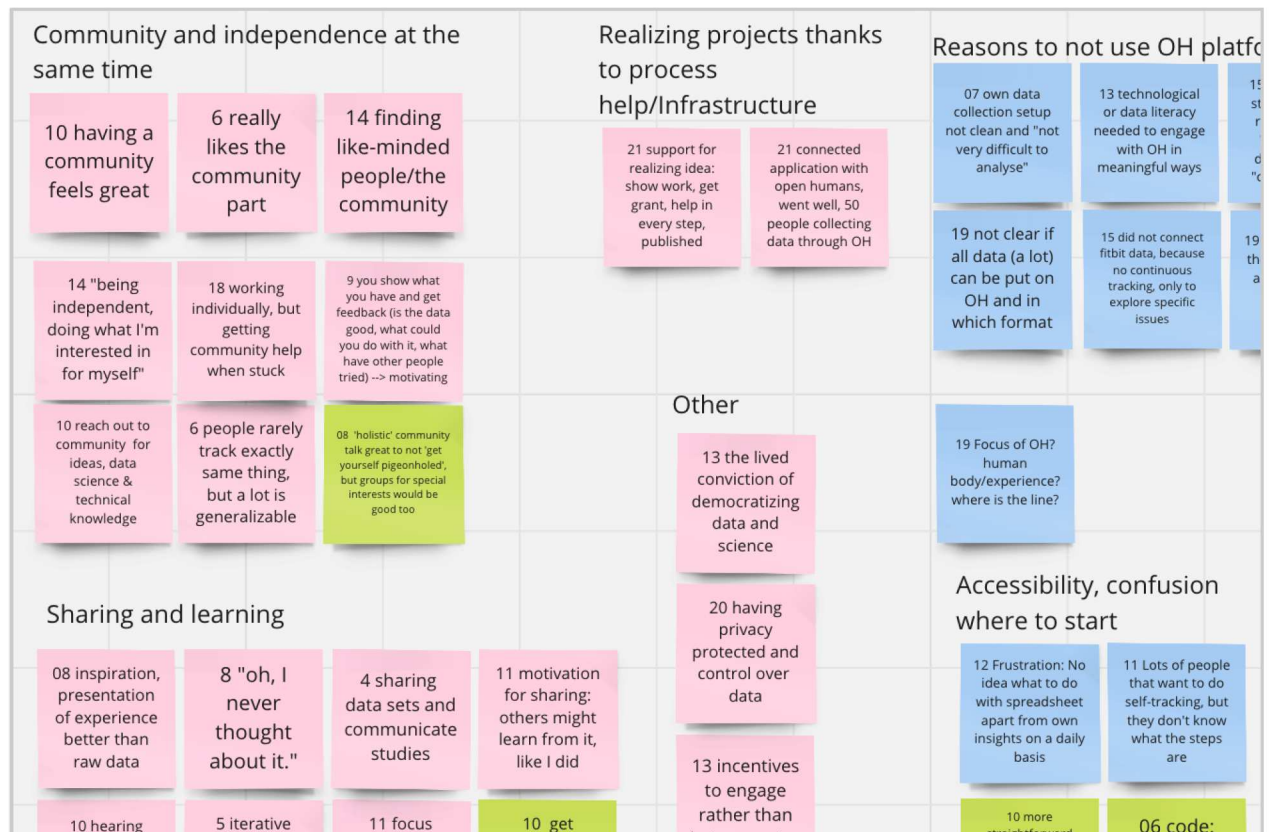 Community and independence at the
same time
10 having a
community
feels great
6 really
likes the
community
part
14 finding
like-minded
people/the
community
14 "being
independent,
doing what I'm
interested in
for myself"
18 working
individually, but
getting
community help
when stuck
9 you show what
you have and get
feedback (is the data
good, what could
you do with it, what
have other people
tried) --> motivating
10 reach out to
community for
ideas, data
science &
technical
knowledge
6 people rarely
track exactly
same thing,
but a lot is
generalizable
08 'holistic' community
talk great to not 'get
yourself pigeonholed',
but groups for special
interests would be
good too
Realizing projects thanks
to process
help/Infrastructure
21 support for
realizing idea:
show work, get
grant, help in
every step,
published
21 connected
application with
open humans,
went well, 50
people collecting
data through OH
Reasons to not use OH
07 own data
collection setup
not clean and "not
very difficult to
analyse"
13 technological
or data literacy
needed to engage
with OH in
meaningful ways
19 not clear if
all data (a lot)
can be put on
OH and in
which format
15 did not connect
fitbit data, because
no continuous
tracking, only to
explore specific
issues
19
19 Focus of OH?
human
body/experience?
where is the line?
Other
13 the lived
conviction of
democratizing
data and
science
20 having
privacy
protected and
control over
data
13 incentives
to engage
rather than
Sharing and learning
08 inspiration,
presentation
of experience
better than
raw data
8 "oh, I
never
thought
about it."
4 sharing
data sets and
communicate
studies
11 motivation
for sharing:
others might
learn from it,
like I did
10 hearing
5 iterative
11 focus
10 get
Accessibility, confusion
where to start
12 Frustration: No
idea what to do
with spreadsheet
apart from own
insights on a daily
basis
11 Lots of people
that want to do
self-tracking, but
they don't know
what the steps
are
10 more
06 code: